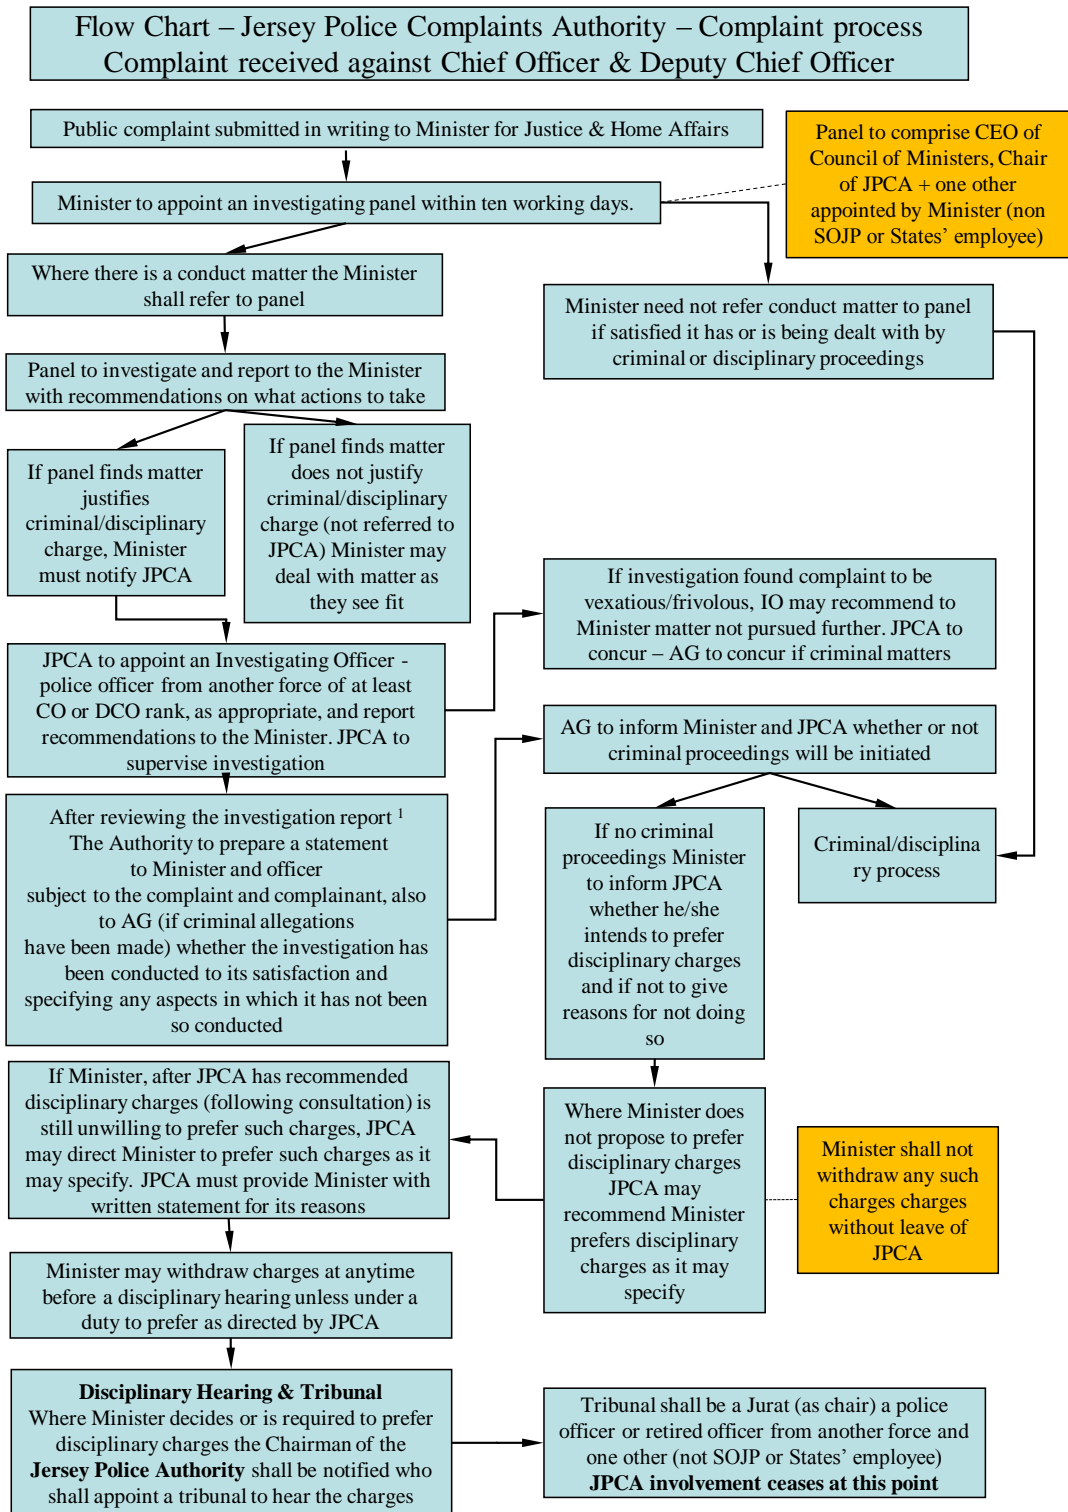 Flow Chart – Jersey Police Complaints Authority – Complaint process
Complaint received against Chief Officer & Deputy Chief Officer
Public complaint submitted in writing to Minister for Justice & Home Affairs
Panel to comprise CEO of
Council of Ministers, Chair
of JPCA + one other
appointed by Minister (non
SOJP or States’ employee)
Minister to appoint an investigating panel within ten working days.
Where there is a conduct matter the Minister
shall refer to panel
Minister need not refer conduct matter to panel
if satisfied it has or is being dealt with by
criminal or disciplinary proceedings
Panel to investigate and report to the Minister
with recommendations on what actions to take
If panel finds matter
justifies
criminal/disciplinary
charge, Minister
must notify JPCA
If panel finds matter
does not justify
criminal/disciplinary
charge (not referred to
JPCA) Minister may
deal with matter as
they see fit
If investigation found complaint to be
vexatious/frivolous, IO may recommend to
Minister matter not pursued further. JPCA to
concur – AG to concur if criminal matters
JPCA to appoint an Investigating Officer -
police officer from another force of at least
CO or DCO rank, as appropriate, and report
recommendations to the Minister. JPCA to
supervise investigation
AG to inform Minister and JPCA whether or not
criminal proceedings will be initiated
After reviewing the investigation report ¹
The Authority to prepare a statement
to Minister and officer
subject to the complaint and complainant, also
to AG (if criminal allegations
have been made) whether the investigation has
been conducted to its satisfaction and
specifying any aspects in which it has not been
so conducted
If no criminal
proceedings Minister
to inform JPCA
whether he/she
intends to prefer
disciplinary charges
and if not to give
reasons for not doing
so
Criminal/disciplina
ry process
If Minister, after JPCA has recommended
disciplinary charges (following consultation) is
still unwilling to prefer such charges, JPCA
may direct Minister to prefer such charges as it
may specify. JPCA must provide Minister with
written statement for its reasons
Where Minister does
not propose to prefer
disciplinary charges
JPCA may
recommend Minister
prefers disciplinary
charges as it may
specify
Minister shall not
withdraw any such
charges charges
without leave of
JPCA
Minister may withdraw charges at anytime
before a disciplinary hearing unless under a
duty to prefer as directed by JPCA
Disciplinary Hearing & Tribunal
Where Minister decides or is required to prefer
disciplinary charges the Chairman of the
Jersey Police Authority shall be notified who
shall appoint a tribunal to hear the charges
Tribunal shall be a Jurat (as chair) a police
officer or retired officer from another force and
one other (not SOJP or States’ employee)
JPCA involvement ceases at this point